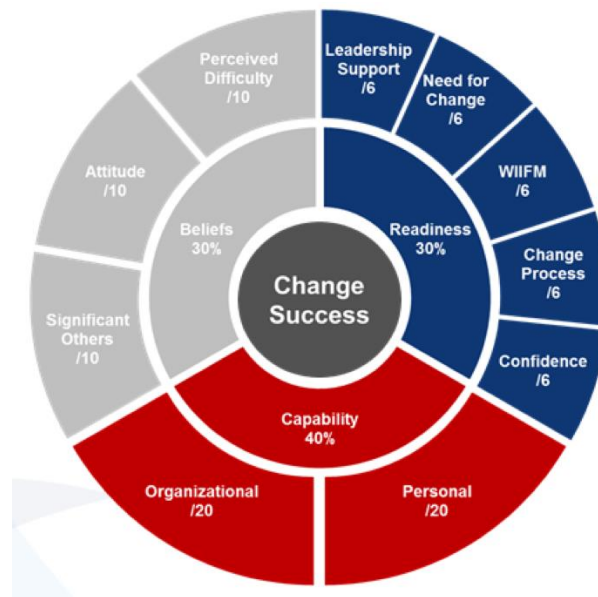 Perceived
Difficulty
/10
Leadership
Support
/6
Need for
Change
/6
Attitude
/10
WIIFM
/6
Beliefs
30%
Readiness
30%
Change
Success
Change
Process
/6
Significant
Others
/10
Confidence
/6
Capability
40%
Organizational
/20
Personal
/20